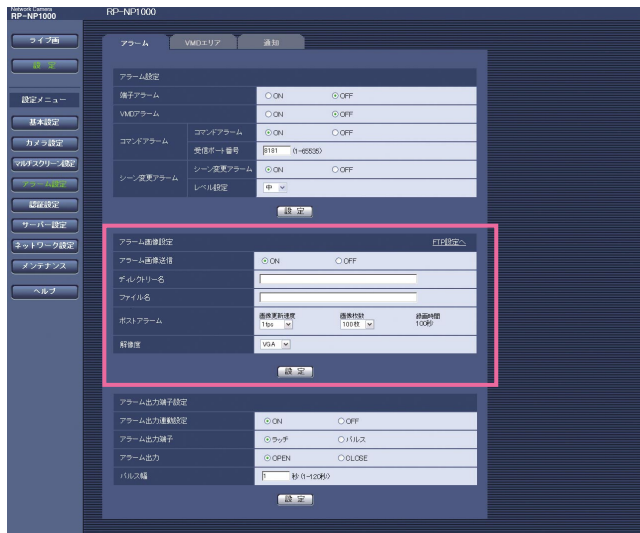 Network Camera
RP-NP1000
RP-NP1000
ライブ画
設定
設定メニュー
基本設定
カメラ設定
マルチスクリーン設定
アラーム設定
認証設定
サーバー設定
ネットワーク設定
メンテナンス
ヘルプ
アラーム VMDエリア 通知
アラーム設定
端子アラーム ON OFF
VMDアラーム ON OFF
コマンドアラーム コマンドアラーム ON OFF
受信ポート番号 8181 (1-65535)
シーン変更アラーム シーン変更アラーム ON OFF
レベル設定 中
設定
アラーム画像設定 FTP設定へ
アラーム画像送信 ON OFF
ディレクトリー名
ファイル名
ポストアラーム 画像更新速度 画像枚数 録画時間
1fps 100枚 100秒
解像度 VGA
設定
アラーム出力端子設定
アラーム出力連動設定 ON OFF
アラーム出力端子 ラッチ パルス
アラーム出力 OPEN CLOSE
パルス幅 1 秒(1-120秒)
設定